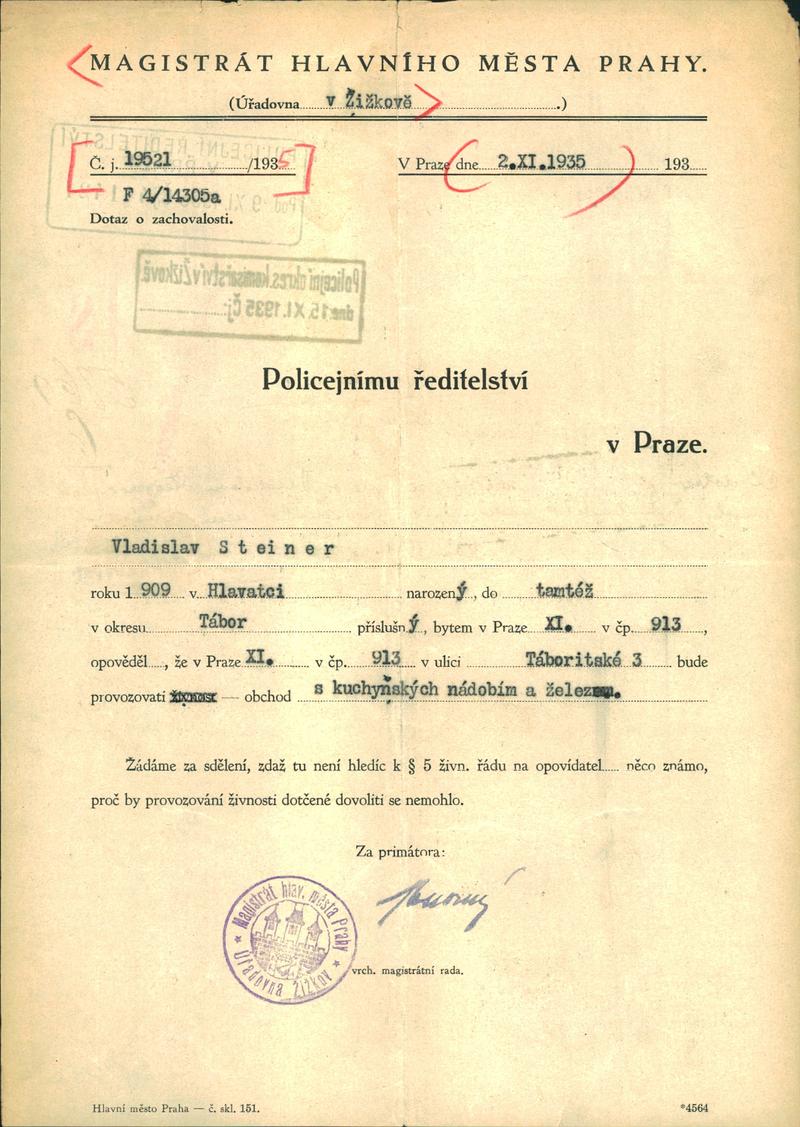 MAGISTRÁT HLAVNÍHO MĚSTA PRAHY.
(Úřadovna v Žižkově .)
Č. j. 19521 /1935
V Praze dne 2.XI.1935 193
F 4/14305a
Dotaz o zachovalosti.
Policejní okres. komisařství v Žižkově
dne 15. XI. 1935 Čj.
Policejnímu ředitelství
v Praze.
Vladislav Steiner
roku 1 909 v Hlavatci narozený, do tamtéž
v okresu Tábor příslušný, bytem v Praze XI. v čp. 913,
opověděl, že v Praze XI. v čp. 913 v ulici Táboritské 3 bude
provozovati — obchod s kuchyňských nádobím a železem.
Žádáme za sdělení, zdaž tu není hledíc k § 5 živn. řádu na opovídatel..... něco známo,
proč by provozování živnosti dotčené dovoliti se nemohlo.
Za primátora:
Magistrát hlav. města Prahy
Úřadovna Žižkov
vrch. magistrátní rada.
Hlavní město Praha — č. skl. 151.
*4564